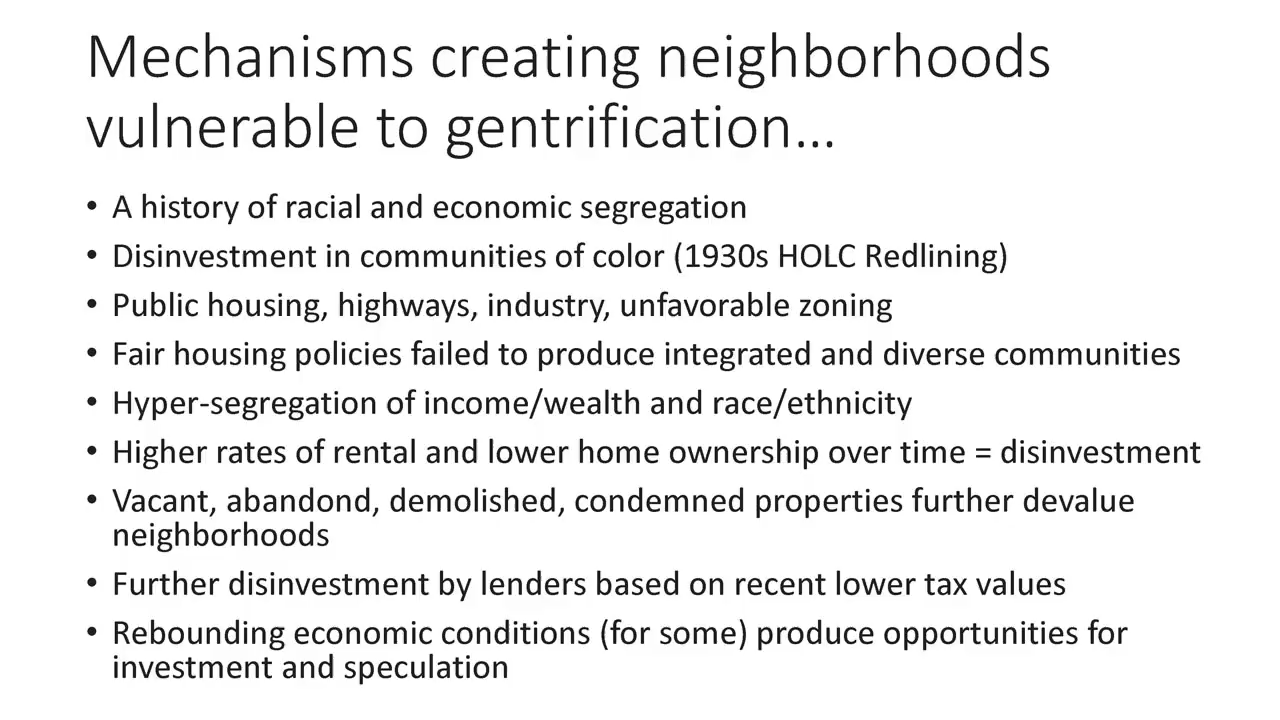 Mechanisms creating neighborhoods
vulnerable to gentrification...
• A history of racial and economic segregation
• Disinvestment in communities of color (1930s HOLC Redlining)
• Public housing, highways, industry, unfavorable zoning
• Fair housing policies failed to produce integrated and diverse communities
• Hyper-segregation of income/wealth and race/ethnicity
• Higher rates of rental and lower home ownership over time = disinvestment
• Vacant, abandond, demolished, condemned properties further devalue
neighborhoods
• Further disinvestment by lenders based on recent lower tax values
• Rebounding economic conditions (for some) produce opportunities for
investment and speculation